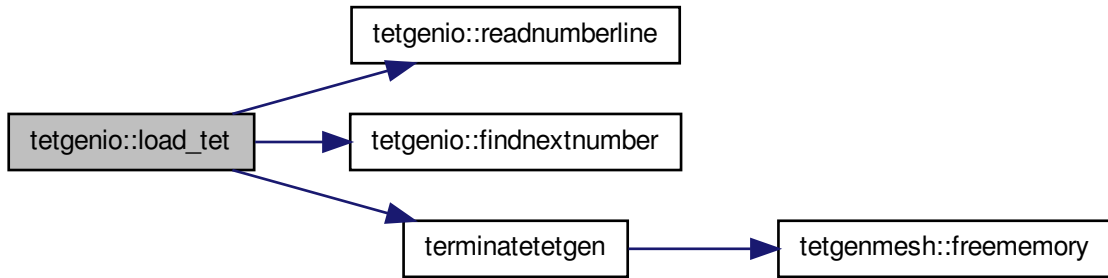 tetgenio::readnumberline
tetgenio::load_tet
tetgenio::findnextnumber
terminatetetgen
tetgenmesh::freememory